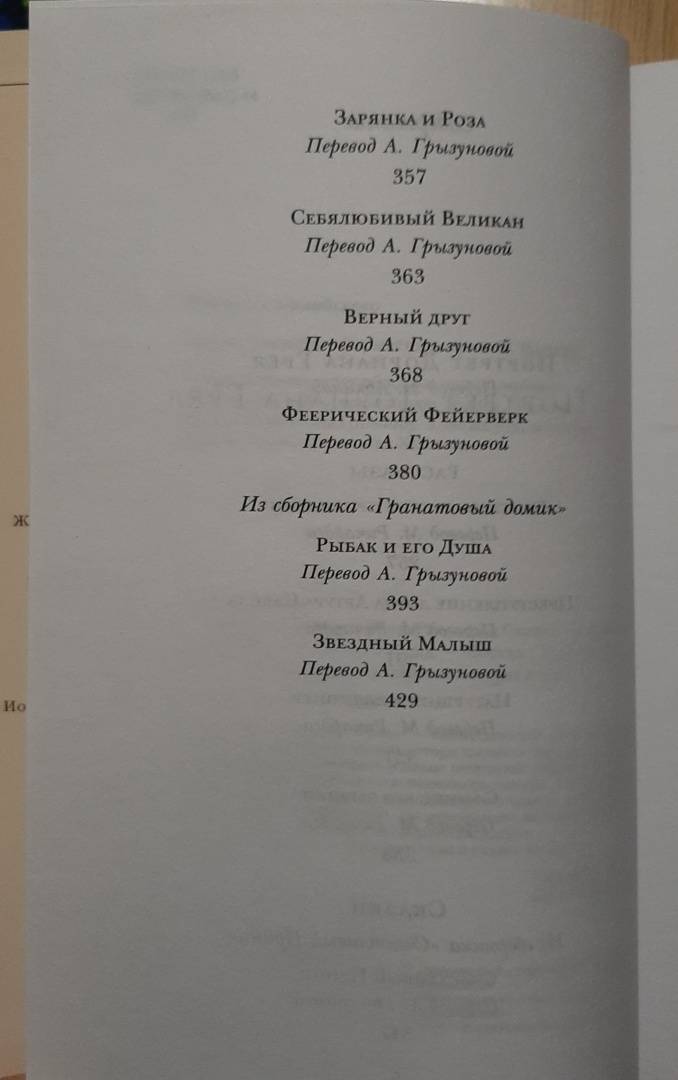 Зарянка и Роза
Перевод А. Грызуновой
357
Себялюбивый Великан
Перевод А. Грызуновой
363
Верный друг
Перевод А. Грызуновой
368
Феерический Фейерверк
Перевод А. Грызуновой
380
Из сборника «Гранатовый домик»
Рыбак и его Душа
Перевод А. Грызуновой
393
Звездный Малыш
Перевод А. Грызуновой
429
Ж
Ио